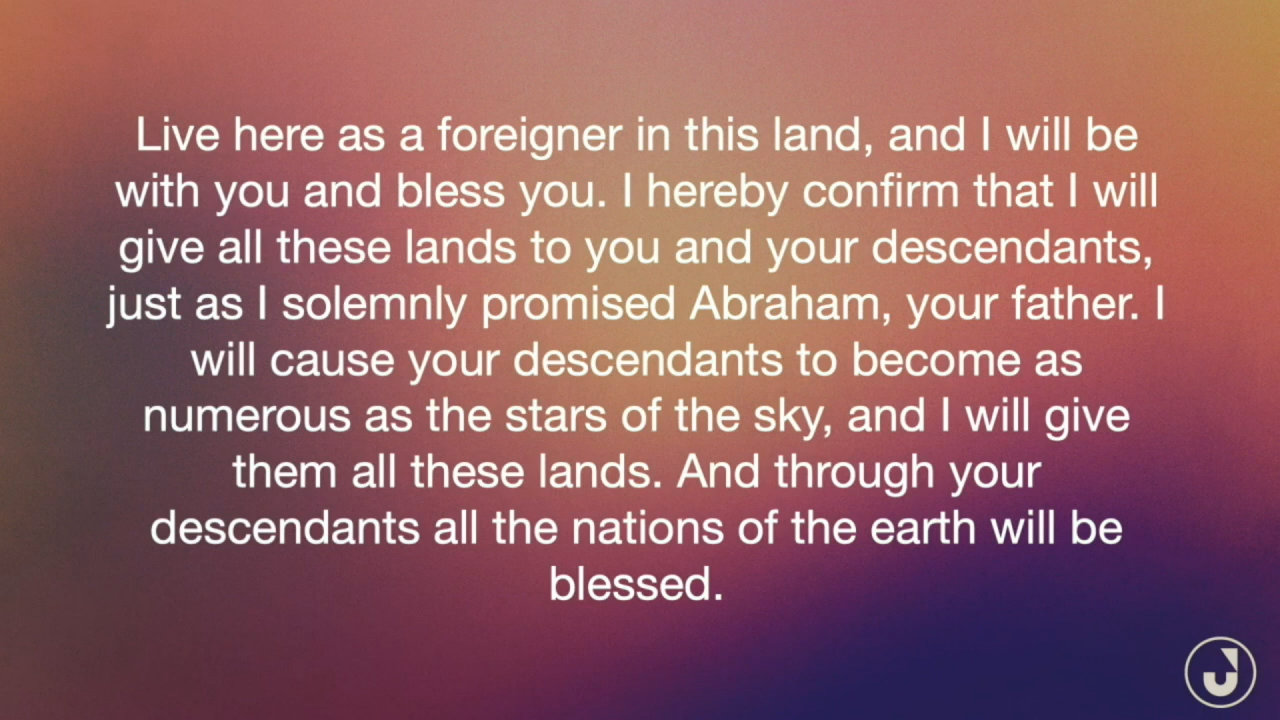 Live here as a foreigner in this land, and I will be
with you and bless you. I hereby confirm that I will
give all these lands to you and your descendants,
just as I solemnly promised Abraham, your father. I
will cause your descendants to become as
numerous as the stars of the sky, and I will give
them all these lands. And through your
descendants all the nations of the earth will be
blessed.